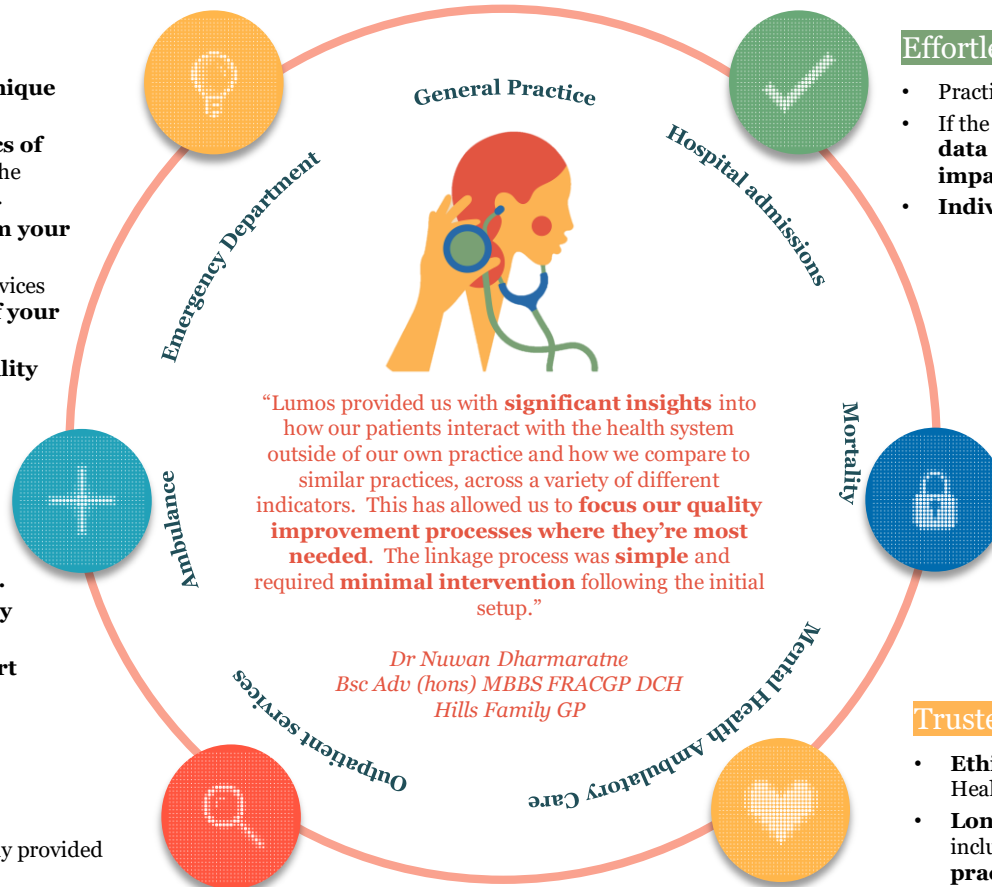 nique
cs of
he
m your
vices
f your
lity
y
rt
y provided
General Practice
Hospital admissions
Emergency Department
Mortality
Ambulance
Mental Health Ambulatory Care
Outpatient services
“Lumos provided us with significant insights into
how our patients interact with the health system
outside of our own practice and how we compare to
similar practices, across a variety of different
indicators. This has allowed us to focus our quality
improvement processes where they’re most
needed. The linkage process was simple and
required minimal intervention following the initial
setup.”
Dr Nuwan Dharmaratne
Bsc Adv (hons) MBBS FRACGP DCH
Hills Family GP
Effortle
• Practi
• If the
data
impa
• Indiv
Truste
• Ethi
Heal
• Lon
inclu
prac